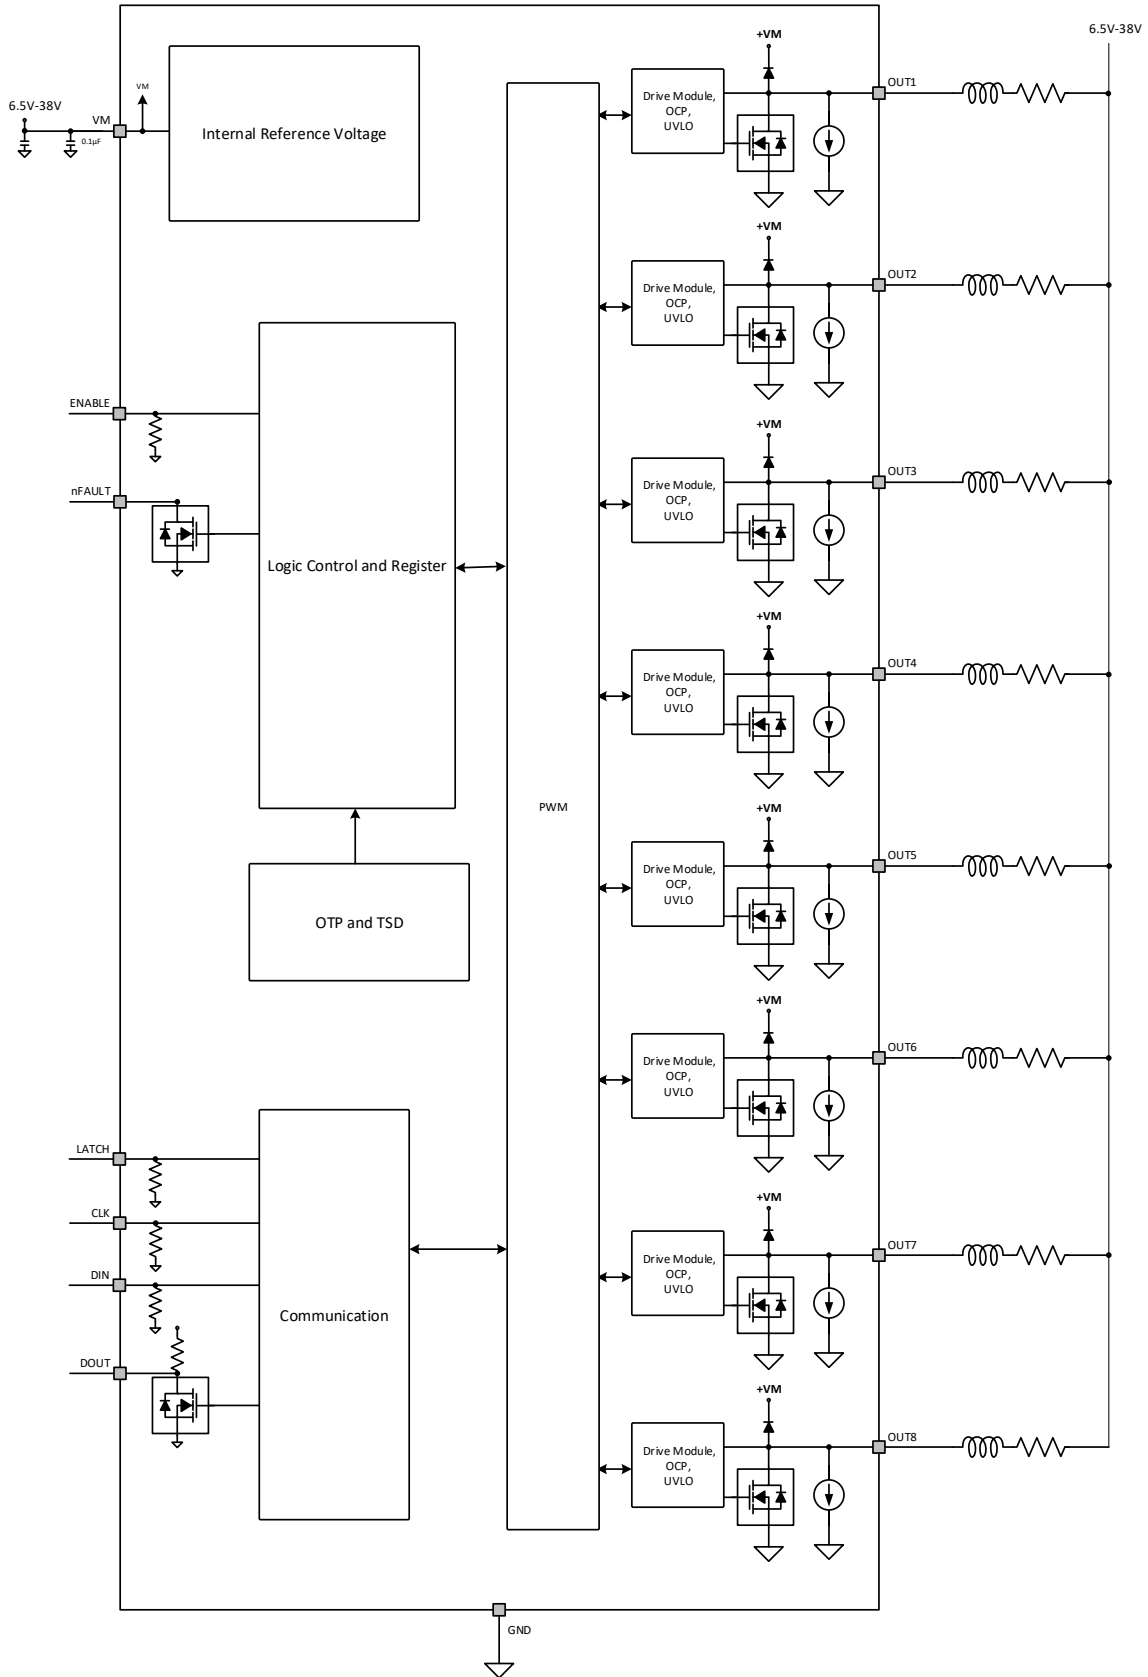 6.5V-38V
VM
VM
0.1µF
Internal Reference Voltage
ENABLE
nFAULT
Logic Control and Register
OTP and TSD
LATCH
CLK
DIN
DOUT
Communication
PWM
GND
+VM
Drive Module,
OCP,
UVLO
OUT1
6.5V-38V
+VM
Drive Module,
OCP,
UVLO
OUT2
+VM
Drive Module,
OCP,
UVLO
OUT3
+VM
Drive Module,
OCP,
UVLO
OUT4
+VM
Drive Module,
OCP,
UVLO
OUT5
+VM
Drive Module,
OCP,
UVLO
OUT6
+VM
Drive Module,
OCP,
UVLO
OUT7
+VM
Drive Module,
OCP,
UVLO
OUT8